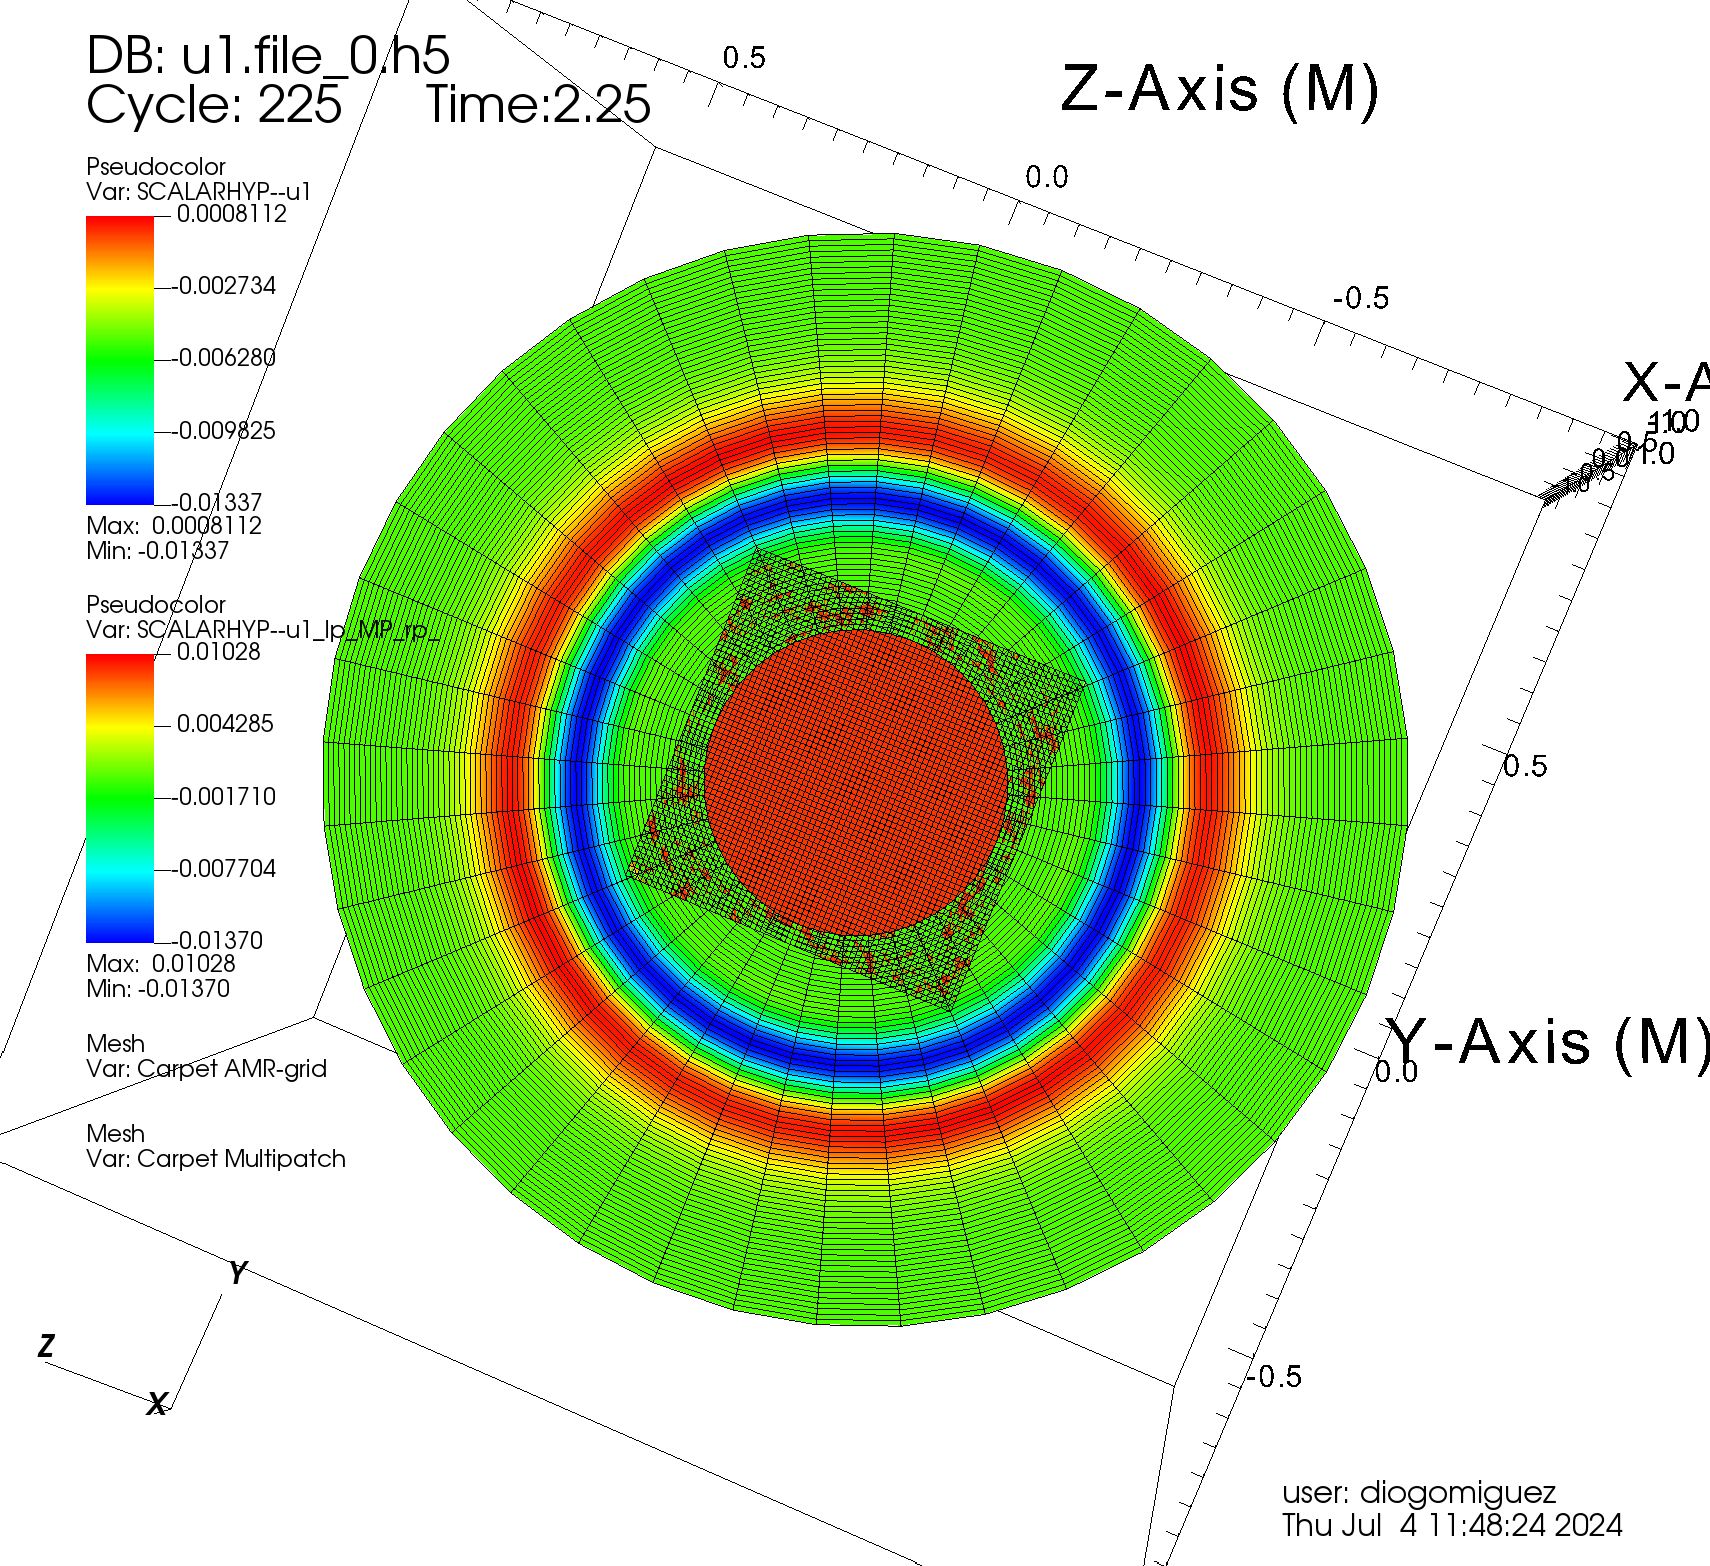 DB: u1.file_0.h5
Cycle: 225 Time:2.25
Pseudocolor
Var: SCALARHYP--u1
0.0008112
-0.002734
-0.006280
-0.009825
-0.01337
Max: 0.0008112
Min: -0.01337
Pseudocolor
Var: SCALARHYP--u1_lp_MP_rp_
0.01028
0.004285
-0.001710
-0.007704
-0.01370
Max: 0.01028
Min: -0.01370
Mesh
Var: Carpet AMR-grid
Mesh
Var: Carpet Multipatch
Z-Axis (M)
0.5
0.0
-0.5
X-A
Y-Axis (M)
0.5
0.0
-0.5
Y
Z
X
user: diogomiguez
Thu Jul 4 11:48:24 2024